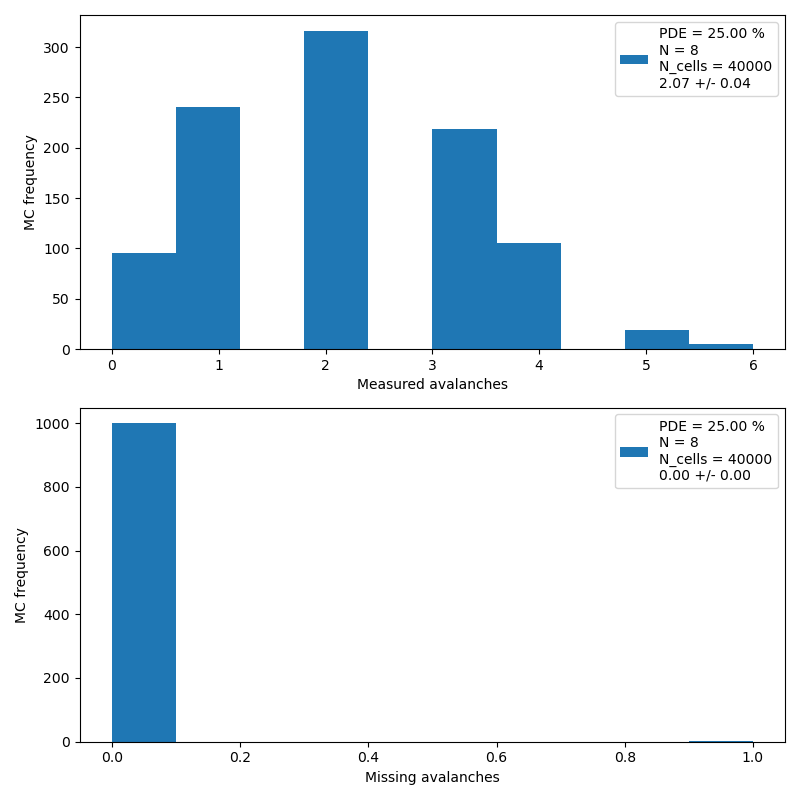 300
250
200
150
100
50
0
MC frequency
PDE = 25.00 %
N = 8
N_cells = 40000
2.07 +/- 0.04
0 1 2 3 4 5 6
Measured avalanches
1000
800
600
400
200
0
MC frequency
PDE = 25.00 %
N = 8
N_cells = 40000
0.00 +/- 0.00
0.0 0.2 0.4 0.6 0.8 1.0
Missing avalanches